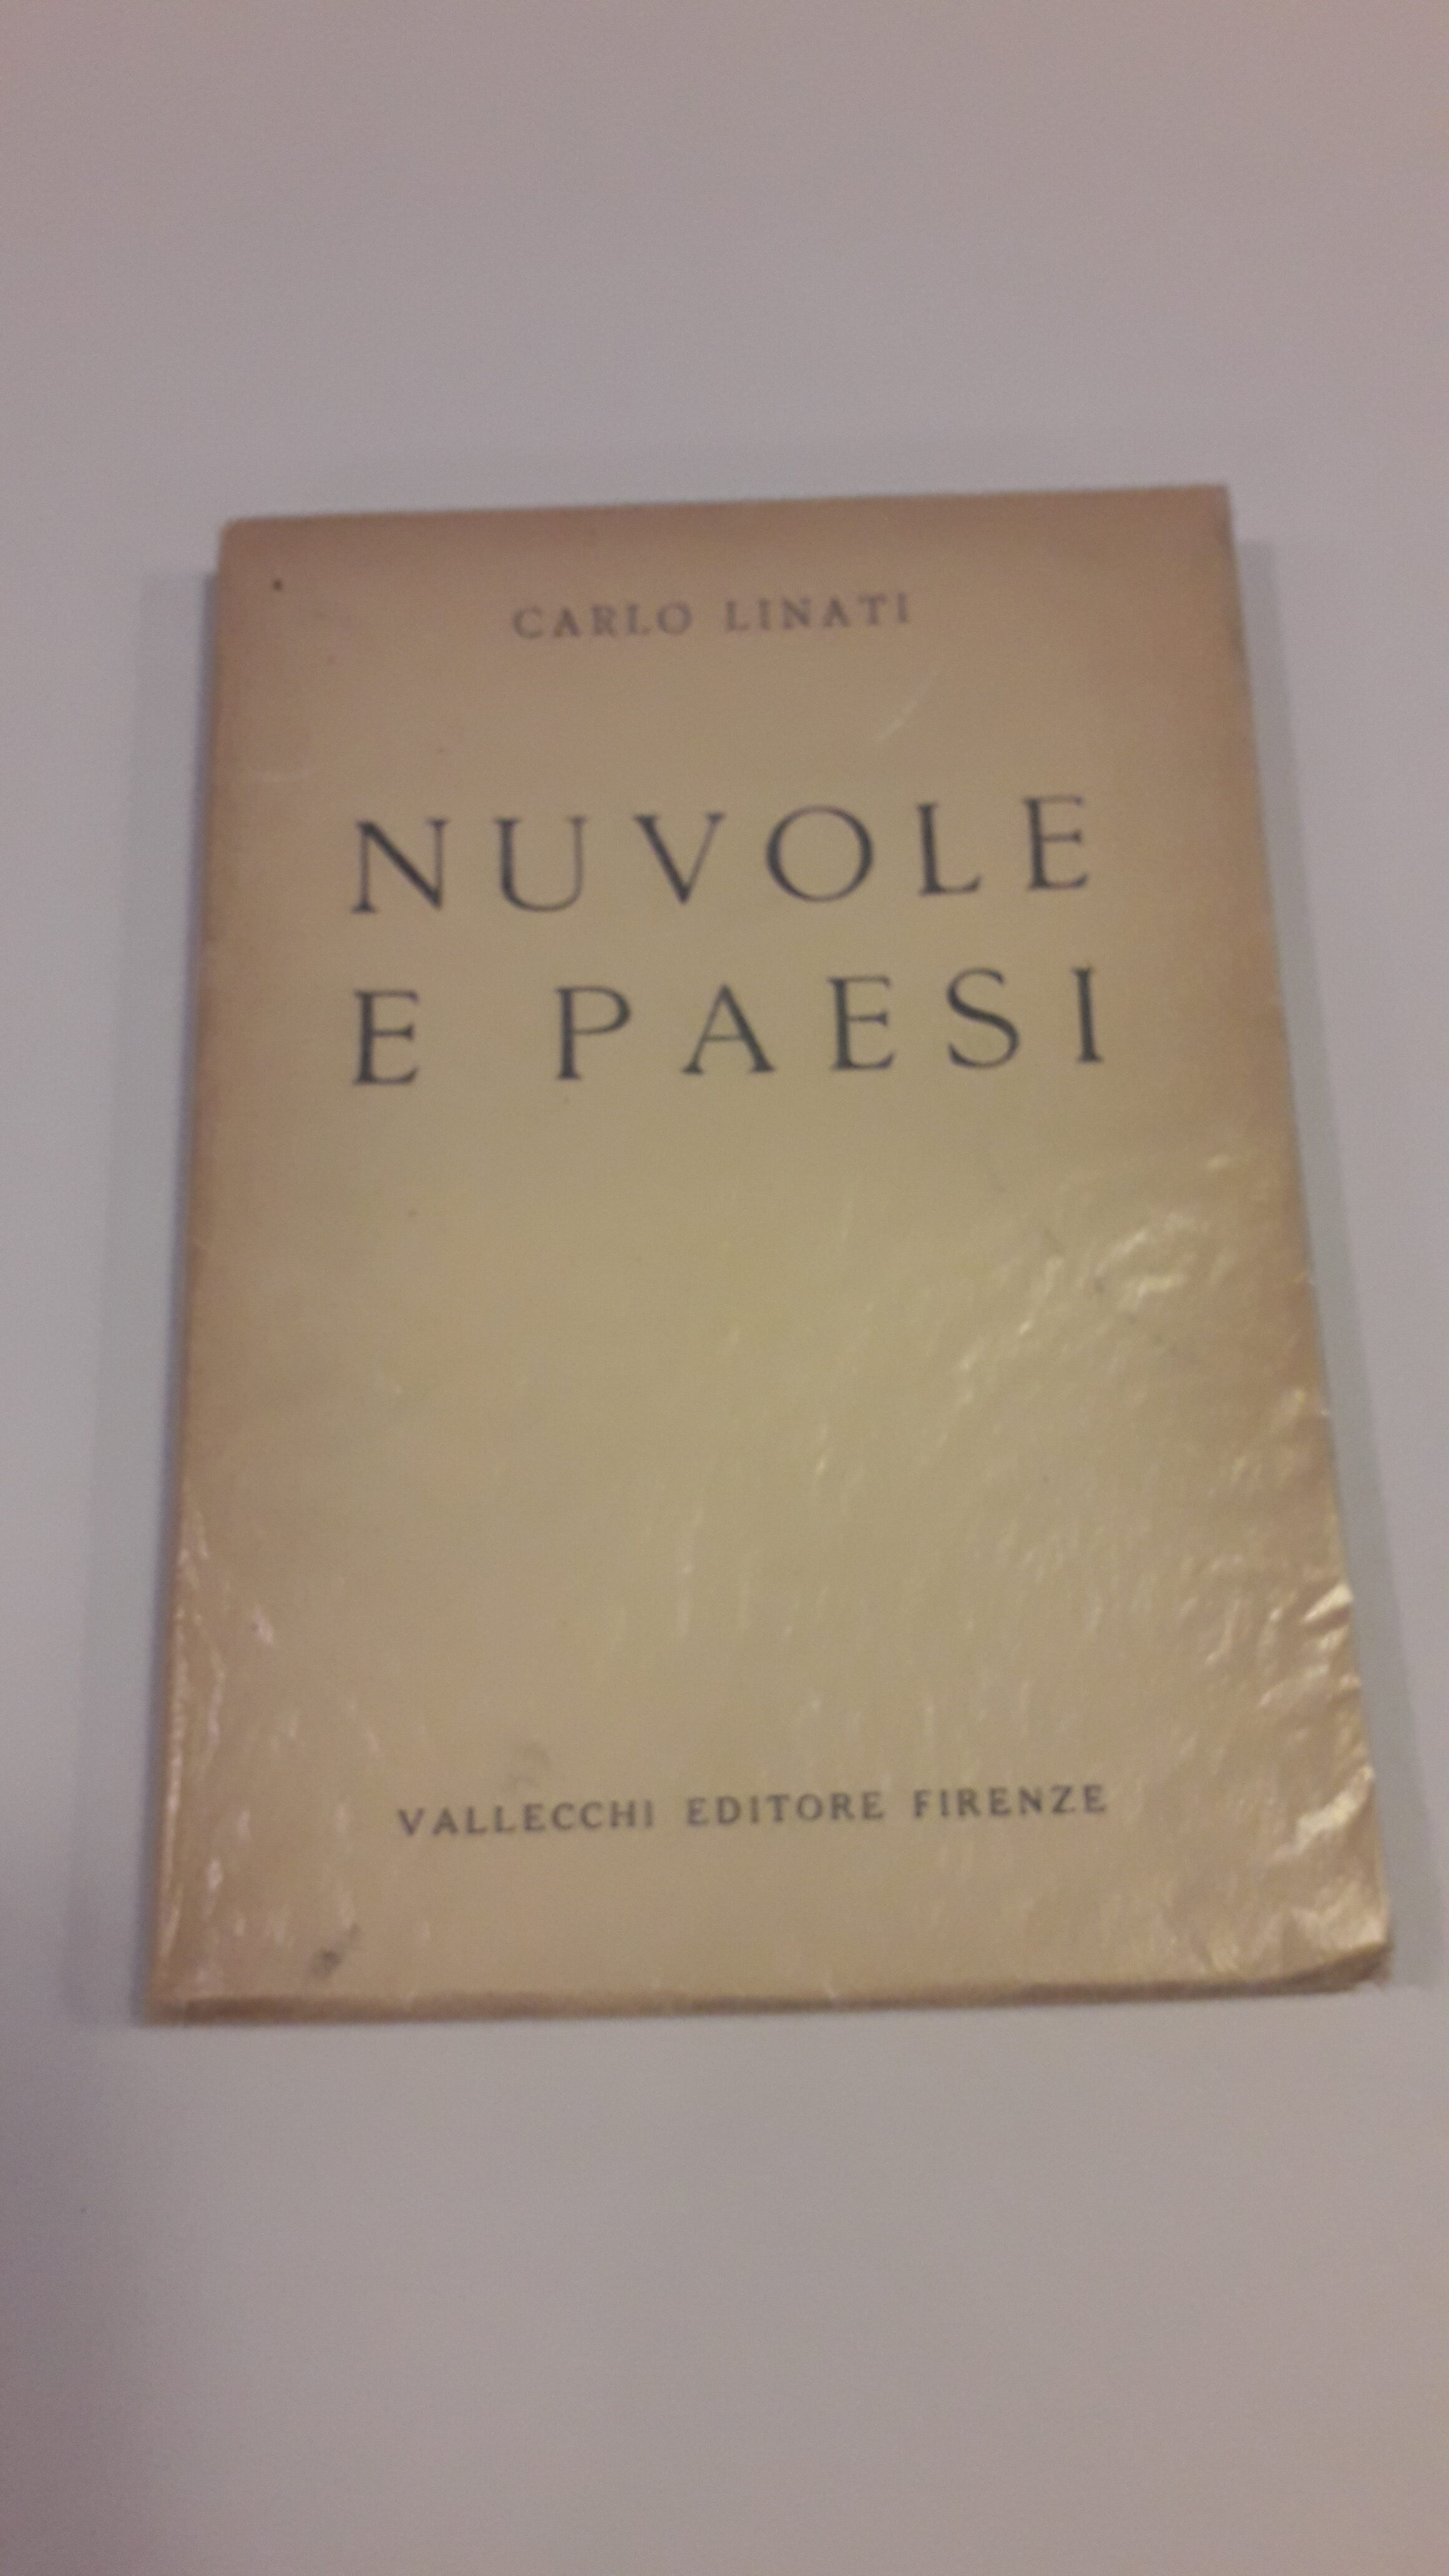 CARLO LINATI
NUVOLE
E PAESI
VALLECCHI EDITORE FIRENZE